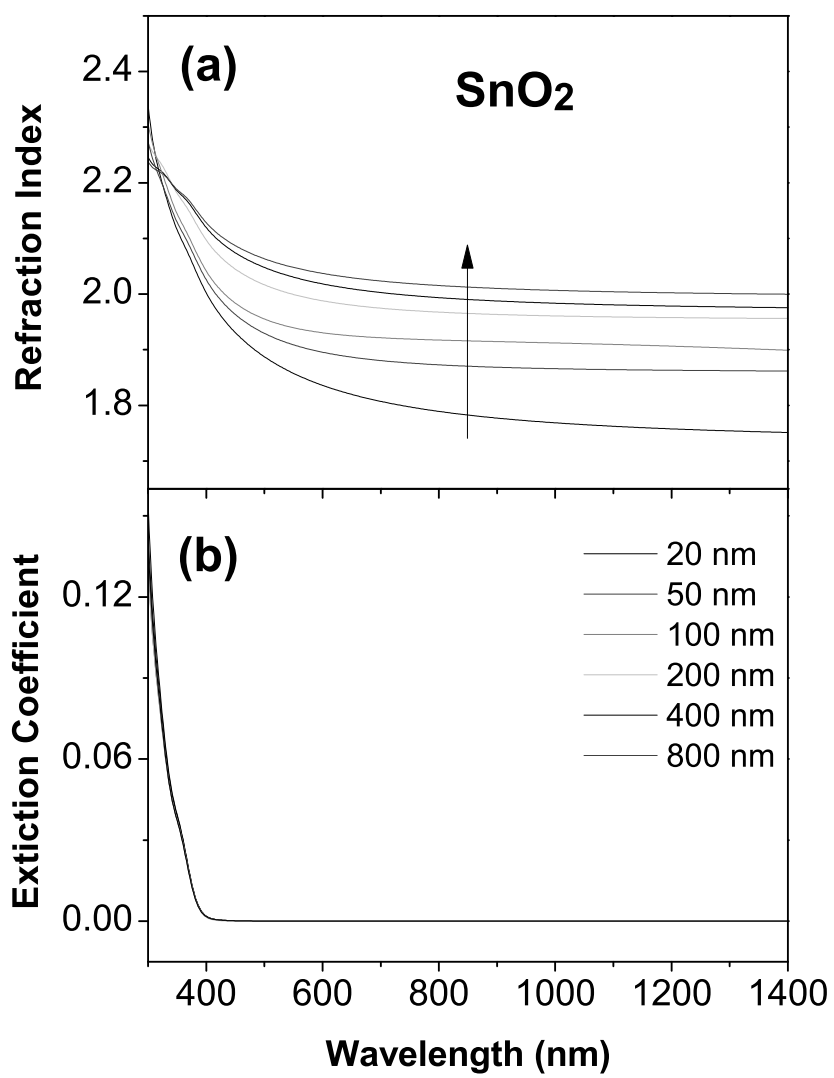 (a)
SnO2
2.4
2.2
2.0
1.8
Refraction Index
(b)
20 nm
50 nm
100 nm
200 nm
400 nm
800 nm
0.12
0.06
0.00
Extiction Coefficient
400 600 800 1000 1200 1400
Wavelength (nm)